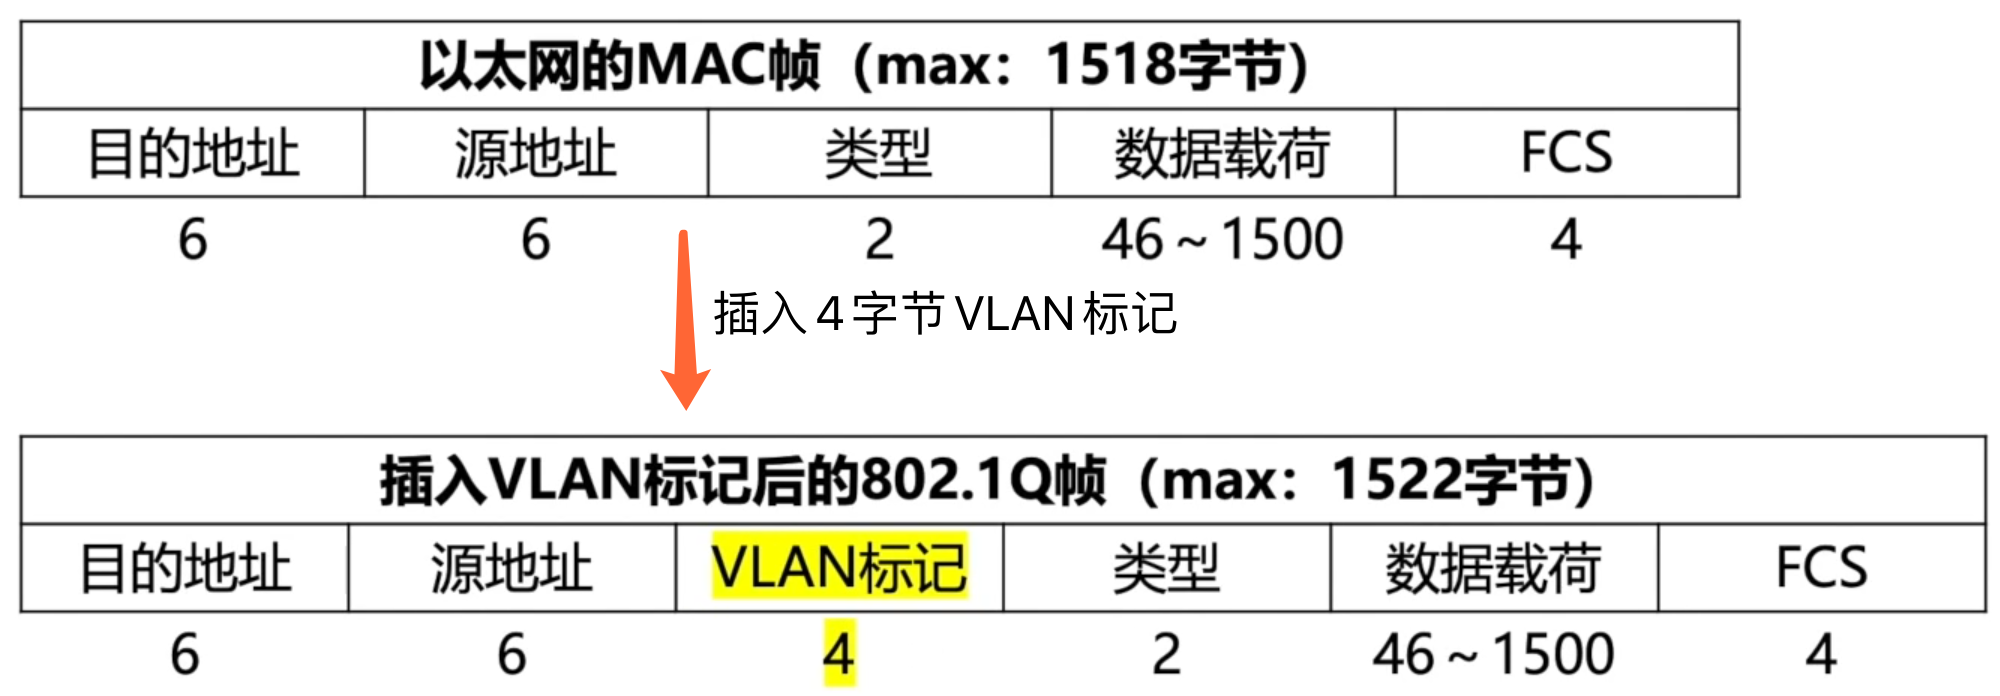 以太网的MAC帧（max：1518字节）
目的地址 源地址 类型 数据载荷 FCS
6 6 2 46~1500 4
插入4字节VLAN标记
插入VLAN标记后的802.1Q帧（max：1522字节）
目的地址 源地址 VLAN标记 类型 数据载荷 FCS
6 6 4 2 46~1500 4